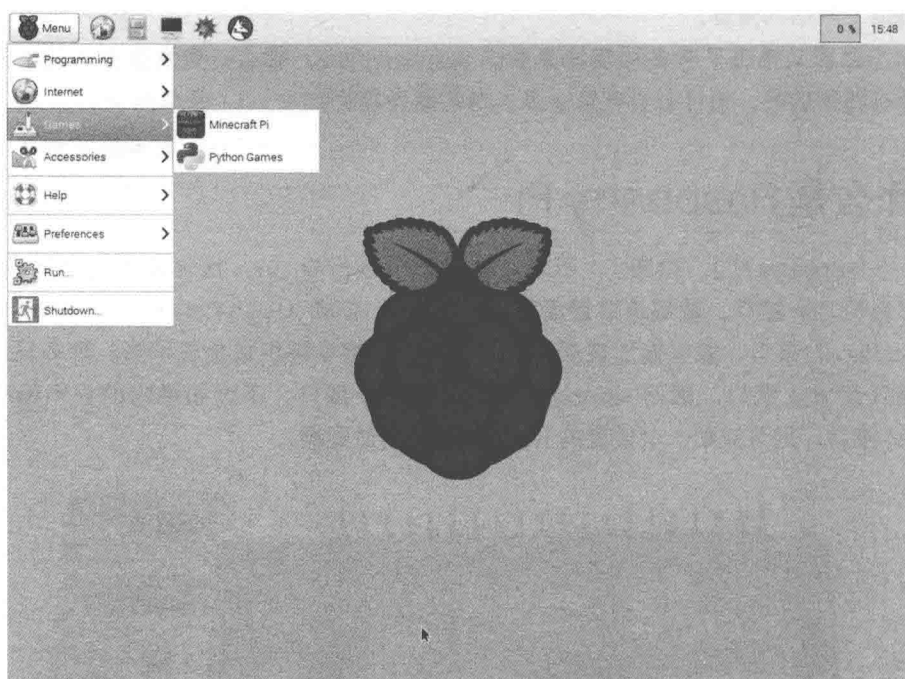 Menu
0 % 15:48
Programming
Internet
Games
Minecraft Pi
Python Games
Accessories
Help
Preferences
Run...
Shutdown...